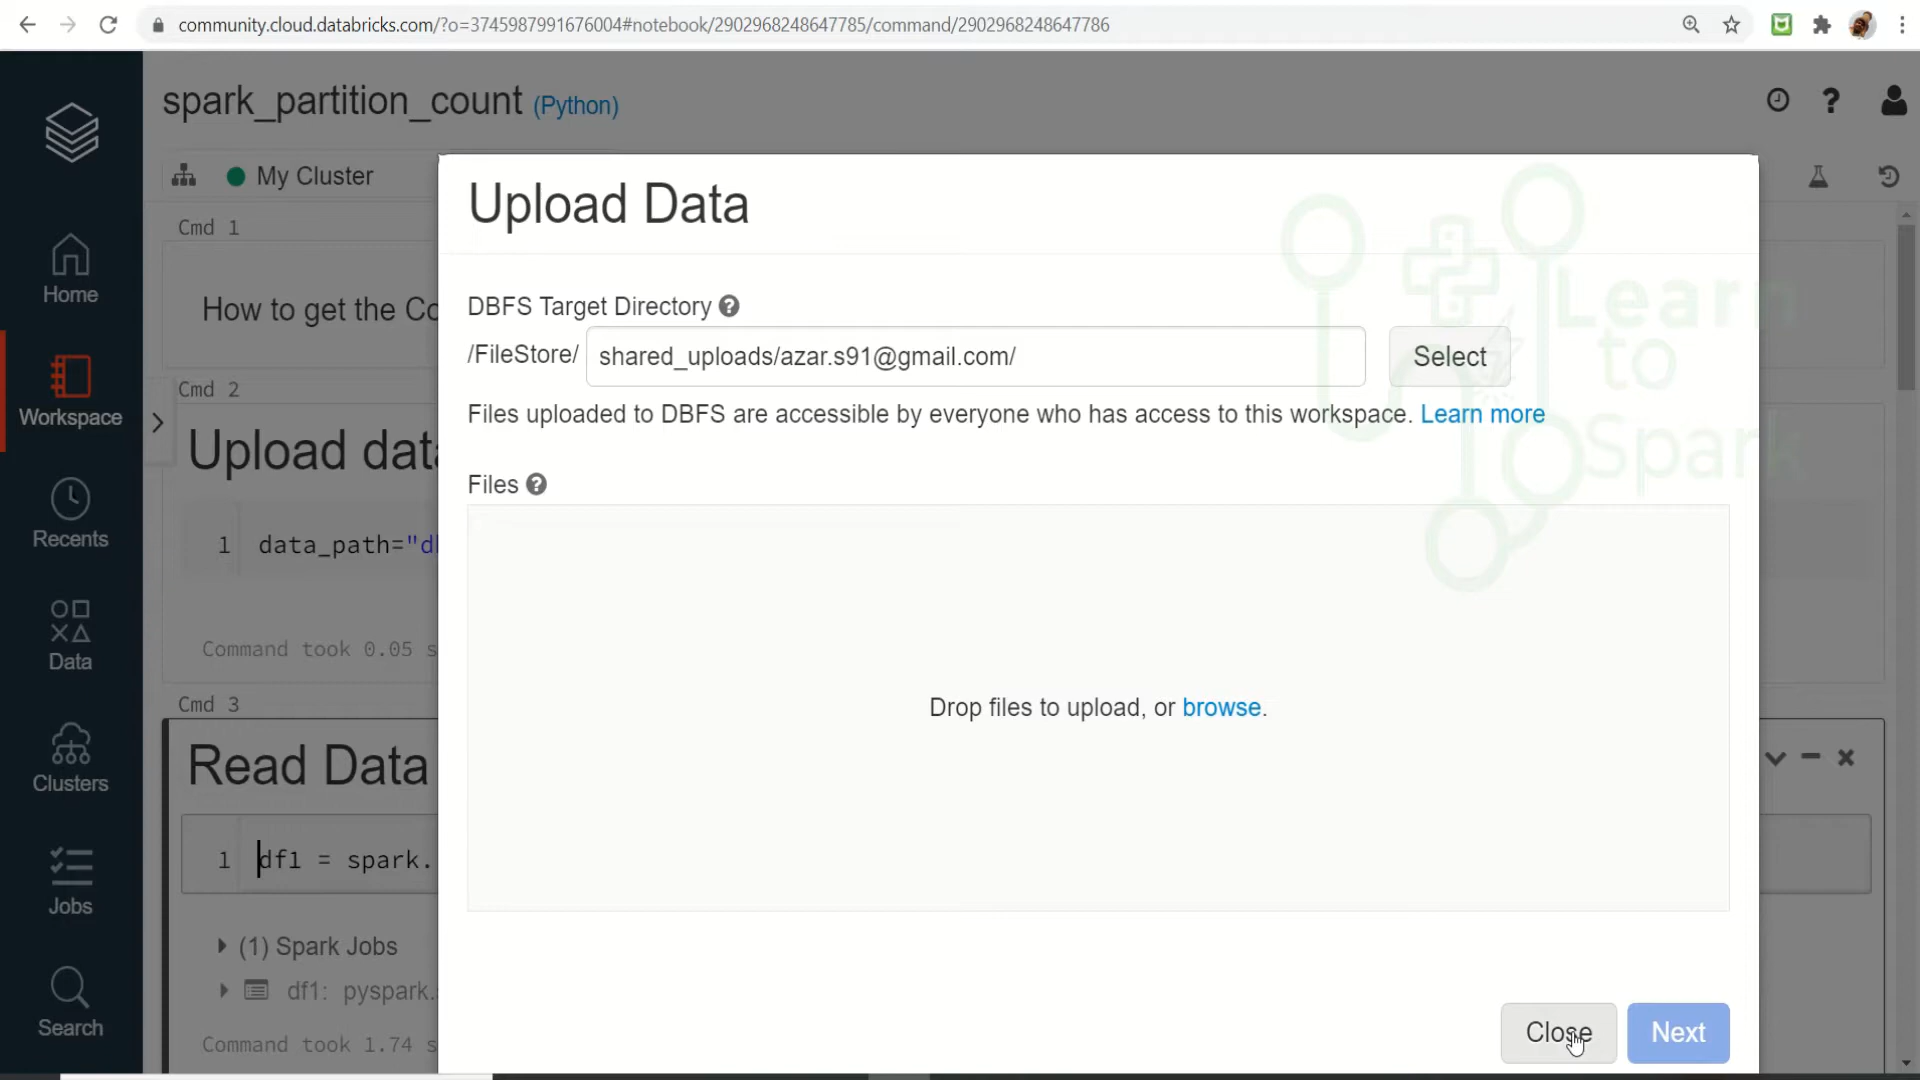 community.cloud.databricks.com/?o=3745987991676004#notebook/2902968248647785/command/2902968248647786
spark_partition_count (Python)
My Cluster
Home
Workspace
Recents
Data
Clusters
Jobs
Search
Cmd 1
How to get the Co
Cmd 2
Upload data
1 data_path="db
Command took 0.05 s
Cmd 3
Read Data
1 df1 = spark.
(1) Spark Jobs
df1: pyspark.
Command took 1.74 s
Upload Data
DBFS Target Directory
/FileStore/ shared_uploads/azar.s91@gmail.com/ Select
Files uploaded to DBFS are accessible by everyone who has access to this workspace. Learn more
Files
Drop files to upload, or browse.
Close Next
Learn
to
Spark